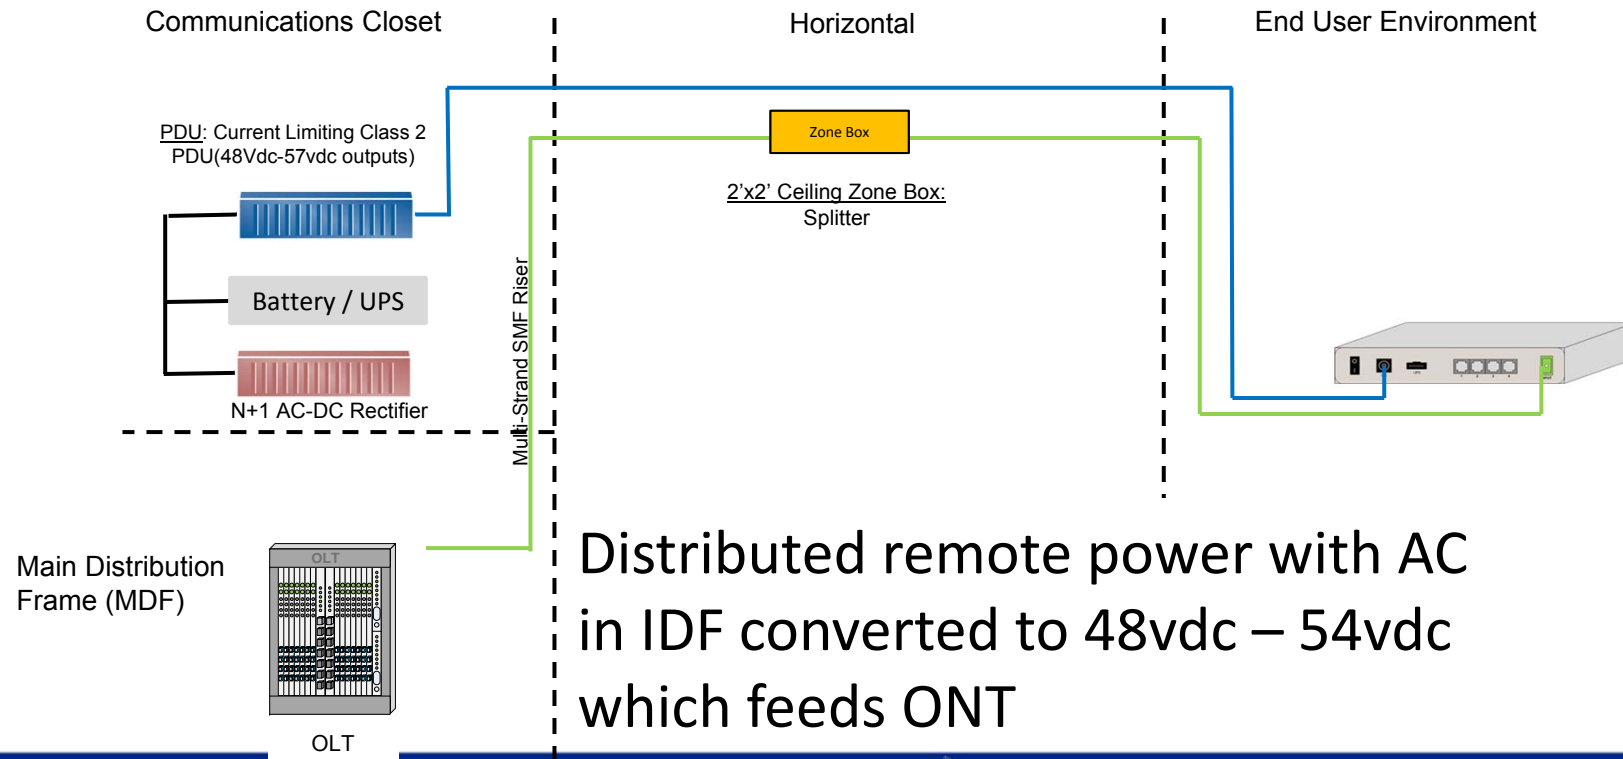 Communications Closet
Horizontal
End User Environment
PDU: Current Limiting Class 2
PDU(48Vdc-57vdc outputs)
Zone Box
2’x2’ Ceiling Zone Box:
Splitter
Battery / UPS
Multi-Strand SMF Riser
N+1 AC-DC Rectifier
Main Distribution
Frame (MDF)
OLT
OLT
Distributed remote power with AC
in IDF converted to 48vdc – 54vdc
which feeds ONT